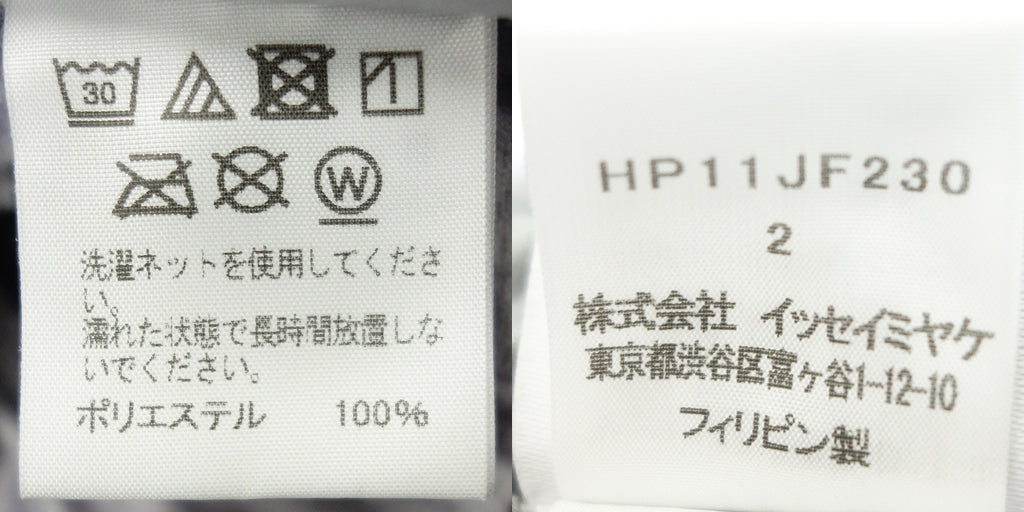 30
W
洗濯ネットを使用してくださ
い。
濡れた状態で長時間放置しな
いでください。
ポリエステル 100%
HP11JF230
2
株式会社 イッセイミヤケ
東京都渋谷区富ヶ谷1-12-10
フィリピン製